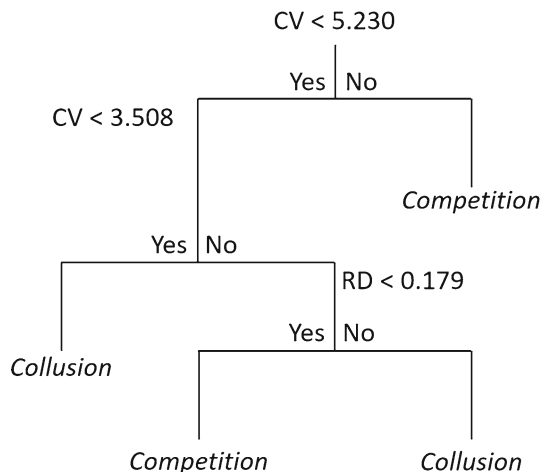 CV < 5.230
Yes No
CV < 3.508
Competition
Yes No
RD < 0.179
Yes No
Collusion
Competition
Collusion